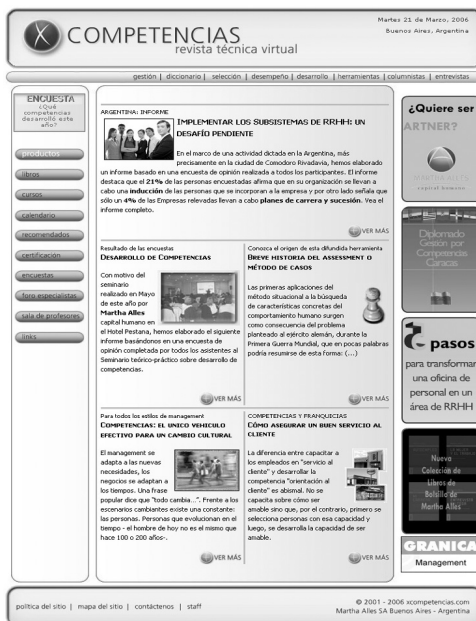 Martes 21 de Marzo, 2006
Buenos Aires, Argentina
X COMPETENCIAS
revista técnica virtual
gestión | diccionario | selección | desempeño | desarrollo | herramientas | columnistas | entrevistas
ENCUESTA
¿Qué
competencias
desarrolló este
año?
productos
libros
cursos
calendario
recomendados
certificación
encuestas
foro especialistas
sala de profesores
links
ARGENTINA: INFORME
IMPLEMENTAR LOS SUBSISTEMAS DE RRHH: UN
DESAFÍO PENDIENTE
En el marco de una actividad dictada en la Argentina, más
precisamente en la ciudad de Comodoro Rivadavia, hemos elaborado
un informe basado en una encuesta de opinión realizada a todos los participantes. El informe
destaca que el 21% de las personas encuestadas afirma que en su organización se llevan a
cabo una inducción de las personas que se incorporan a la empresa y por otro lado señala que
sólo un 4% de las Empresas relevadas llevan a cabo planes de carrera y sucesión. Vea el
informe completo.
VER MÁS
Resultado de las encuestas
DESARROLLO DE COMPETENCIAS
Con motivo del
seminario
realizado en Mayo
de este año por
Martha Alles
capital humano en
el Hotel Pestana, hemos elaborado el siguiente
informe basándonos en una encuesta de
opinión completada por todos los asistentes al
Seminario teórico-práctico sobre desarrollo de
competencias.
VER MÁS
Conozca el origen de esta difundida herramienta
BREVE HISTORIA DEL ASSESSMENT O
MÉTODO DE CASOS
Las primeras aplicaciones del
método situacional a la búsqueda
de características concretas del
comportamiento humano surgen
como consecuencia del problema
planteado al ejército alemán, durante la
Primera Guerra Mundial, que en pocas palabras
podría resumirse de esta forma: (...)
VER MÁS
Para todos los estilos de management
COMPETENCIAS: EL UNICO VEHICULO
EFECTIVO PARA UN CAMBIO CULTURAL
El management se
adapta a las nuevas
necesidades, los
negocios se adaptan a
los tiempos. Una frase
popular dice que "todo cambia...". Frente a los
escenarios cambiantes existe una constante:
las personas. Personas que evolucionan en el
tiempo - el hombre de hoy no es el mismo que
hace 100 o 200 años-.
VER MÁS
COMPETENCIAS Y FRANQUICIAS
CÓMO ASEGURAR UN BUEN SERVICIO AL
CLIENTE
La diferencia entre capacitar a
los empleados en "servicio al
cliente" y desarrollar la
competencia "orientación al
cliente" es abismal. No se
capacita sobre cómo ser
amable sino que, por el contrario, primero se
selecciona personas con esa capacidad y
luego, se desarrolla la capacidad de ser
amable.
VER MÁS
¿Quiere ser
ARTNER?
MARTHA ALLES
capital humano
Diplomado
Gestión por
Competencias
Caracas
pasos
para transformar
una oficina de
personal en un
área de RRHH
Nueva
Colección de
Libros de
Bolsillo de
Martha Alles
GRANICA
Management
política del sitio | mapa del sitio | contáctenos | staff
© 2001 - 2006 xcompetencias.com
Martha Alles SA Buenos Aires - Argentina